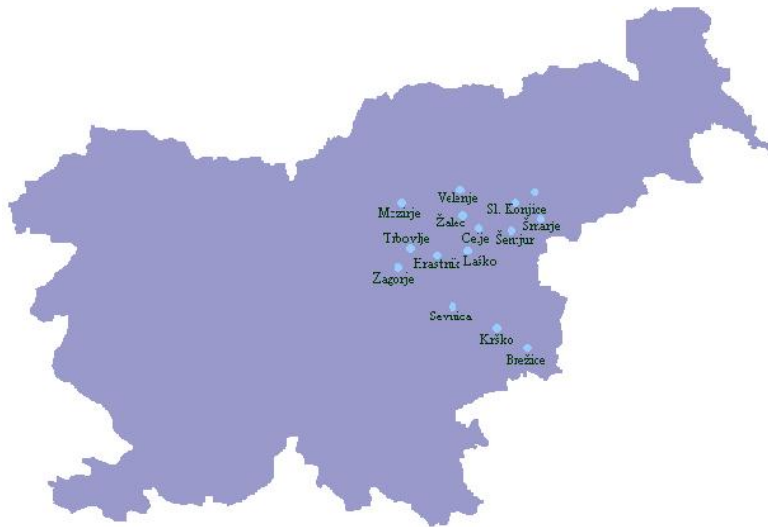 Velenje
Mozirje
Sl. Konjice
Žalec
Šmarje
Trbovlje
Celje
Šentjur
Hrastnik
Laško
Zagorje
Sevnica
Krško
Brežice